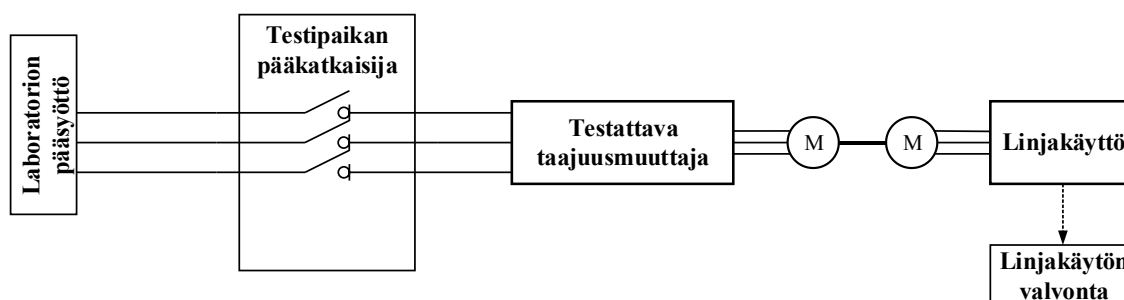 Laboratorion
pääsyöttö
Testipaikan
pääkatkaisija
Testattava
taajuusmuuttaja
M
M
Linjakäyttö
Linjakäytön
valvonta